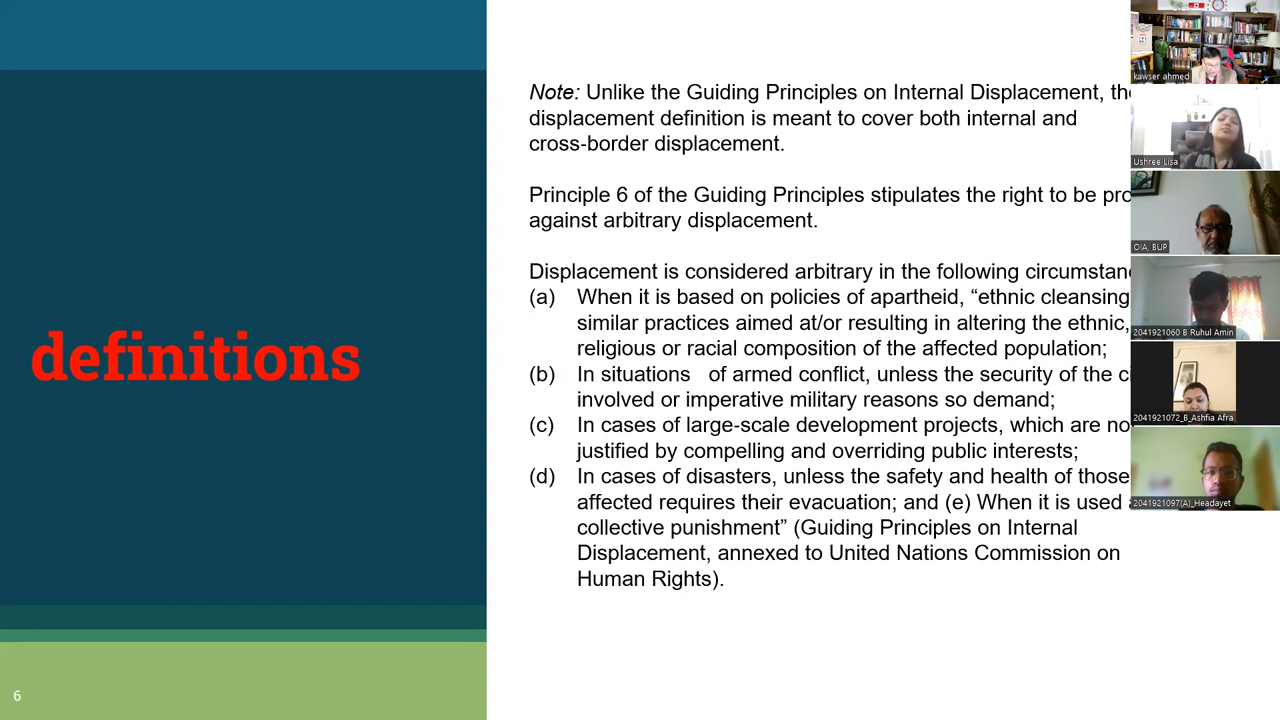 definitions
6
Note: Unlike the Guiding Principles on Internal Displacement, the
displacement definition is meant to cover both internal and
cross-border displacement.
Principle 6 of the Guiding Principles stipulates the right to be pro
against arbitrary displacement.
Displacement is considered arbitrary in the following circumstan
(a) When it is based on policies of apartheid, “ethnic cleansing
similar practices aimed at/or resulting in altering the ethnic,
religious or racial composition of the affected population;
(b) In situations of armed conflict, unless the security of the ci
involved or imperative military reasons so demand;
(c) In cases of large-scale development projects, which are no
justified by compelling and overriding public interests;
(d) In cases of disasters, unless the safety and health of those
affected requires their evacuation; and (e) When it is used
collective punishment” (Guiding Principles on Internal
Displacement, annexed to United Nations Commission on
Human Rights).
kawser ahmed
Ushree Lisa
OIA, BUP
2041921060 B Ruhul Amin
2041921072_B_Ashfia Afra
2041921097(A)_Headayet